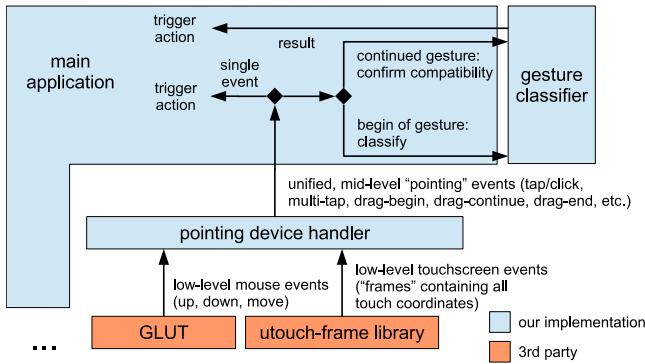 trigger
action
result
main
application
single
event
trigger
action
continued gesture:
confirm compatibility
gesture
classifier
begin of gesture:
classify
unified, mid-level “pointing” events (tap/click,
multi-tap, drag-begin, drag-continue, drag-end, etc.)
pointing device handler
low-level mouse events
(up, down, move)
low-level touchscreen events
(“frames” containing all
touch coordinates)
...
GLUT
utouch-frame library
our implementation
3rd party